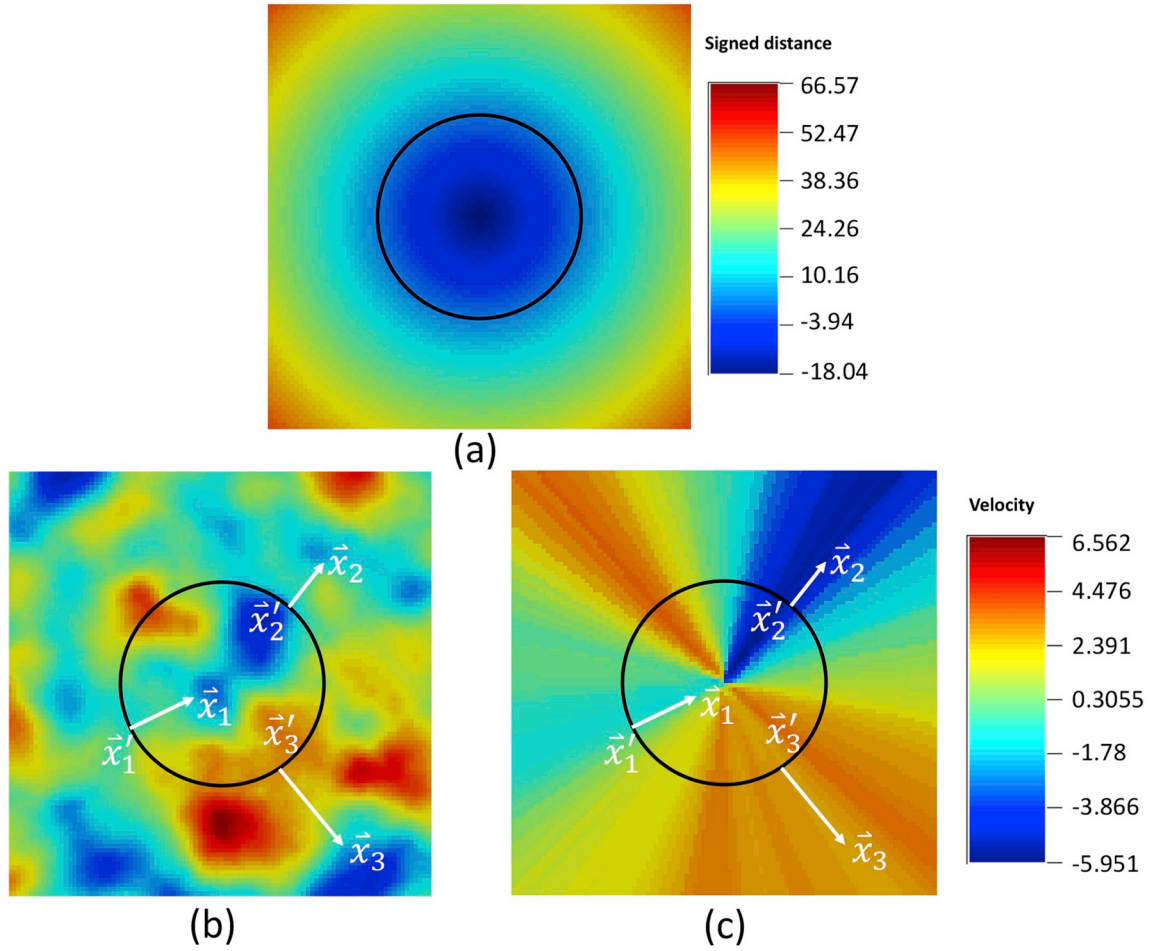 Signed distance
66.57
52.47
38.36
24.26
10.16
-3.94
-18.04
(a)
x⃗₂
x⃗′₂
x⃗₁
x⃗′₃
x⃗′₁
x⃗₃
(b)
x⃗₂
x⃗′₂
x⃗₁
x⃗′₃
x⃗′₁
x⃗₃
(c)
Velocity
6.562
4.476
2.391
0.3055
-1.78
-3.866
-5.951